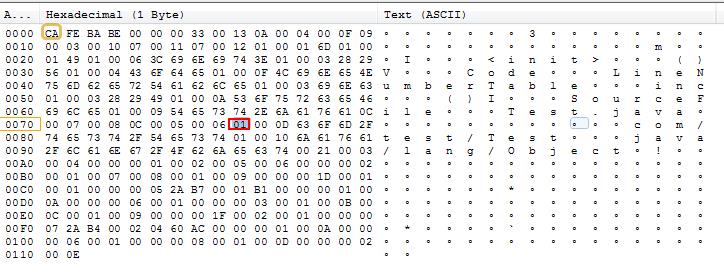 A... Hexadecimal (1 Byte) Text (ASCII)
0000 CA FE BA BE 00 00 00 33 00 13 0A 00 04 00 0F 09 ▫ ▫ ▫ ▫ ▫ ▫ ▫ 3 ▫ ▫ ▫ ▫ ▫ ▫ ▫ ▫
0010 00 03 00 10 07 00 11 07 00 12 01 00 01 6D 01 00 ▫ ▫ ▫ ▫ ▫ ▫ ▫ ▫ ▫ ▫ ▫ ▫ ▫ m ▫ ▫
0020 01 49 01 00 06 3C 69 6E 69 74 3E 01 00 03 28 29 ▫ I ▫ ▫ ▫ < i n i t > ▫ ▫ ▫ ( )
0030 56 01 00 04 43 6F 64 65 01 00 0F 4C 69 6E 65 4E V ▫ ▫ ▫ C o d e ▫ ▫ ▫ L i n e N
0040 75 6D 62 65 72 54 61 62 6C 65 01 00 03 69 6E 63 u m b e r T a b l e ▫ ▫ ▫ i n c
0050 01 00 03 28 29 49 01 00 0A 53 6F 75 72 63 65 46 ▫ ▫ ▫ ( ) I ▫ ▫ ▫ S o u r c e F
0060 69 6C 65 01 00 09 54 65 73 74 2E 6A 61 76 61 0C i l e ▫ ▫ ▫ T e s t . j a v a ▫
0070 00 07 00 08 0C 00 05 00 06 01 00 0D 63 6F 6D 2F ▫ ▫ ▫ ▫ ▫ ▫ ▫ ▫ ▫ ▫ ▫ ▫ c o m /
0080 74 65 73 74 2F 54 65 73 74 01 00 10 6A 61 76 61 t e s t / T e s t ▫ ▫ ▫ j a v a
0090 2F 6C 61 6E 67 2F 4F 62 6A 65 63 74 00 21 00 03 / l a n g / O b j e c t ▫ ! ▫ ▫
00A0 00 04 00 00 00 01 00 02 00 05 00 06 00 00 00 02 ▫ ▫ ▫ ▫ ▫ ▫ ▫ ▫ ▫ ▫ ▫ ▫ ▫ ▫ ▫ ▫
00B0 00 01 00 07 00 08 00 01 00 09 00 00 00 1D 00 01 ▫ ▫ ▫ ▫ ▫ ▫ ▫ ▫ ▫ ▫ ▫ ▫ ▫ ▫ ▫ ▫
00C0 00 01 00 00 00 05 2A B7 00 01 B1 00 00 00 01 00 ▫ ▫ ▫ ▫ ▫ ▫ * ▫ ▫ ▫ ▫ ▫ ▫ ▫ ▫ ▫
00D0 0A 00 00 00 06 00 01 00 00 00 03 00 01 00 0B 00 ▫ ▫ ▫ ▫ ▫ ▫ ▫ ▫ ▫ ▫ ▫ ▫ ▫ ▫ ▫ ▫
00E0 0C 00 01 00 09 00 00 00 1F 00 02 00 01 00 00 00 ▫ ▫ ▫ ▫ ▫ ▫ ▫ ▫ ▫ ▫ ▫ ▫ ▫ ▫ ▫ ▫
00F0 07 2A B4 00 02 04 60 AC 00 00 00 01 00 0A 00 00 ▫ * ▫ ▫ ▫ ▫ ` ▫ ▫ ▫ ▫ ▫ ▫ ▫ ▫ ▫
0100 00 06 00 01 00 00 00 08 00 01 00 0D 00 00 00 02 ▫ ▫ ▫ ▫ ▫ ▫ ▫ ▫ ▫ ▫ ▫ ▫ ▫ ▫ ▫ ▫
0110 00 0E ▫ ▫